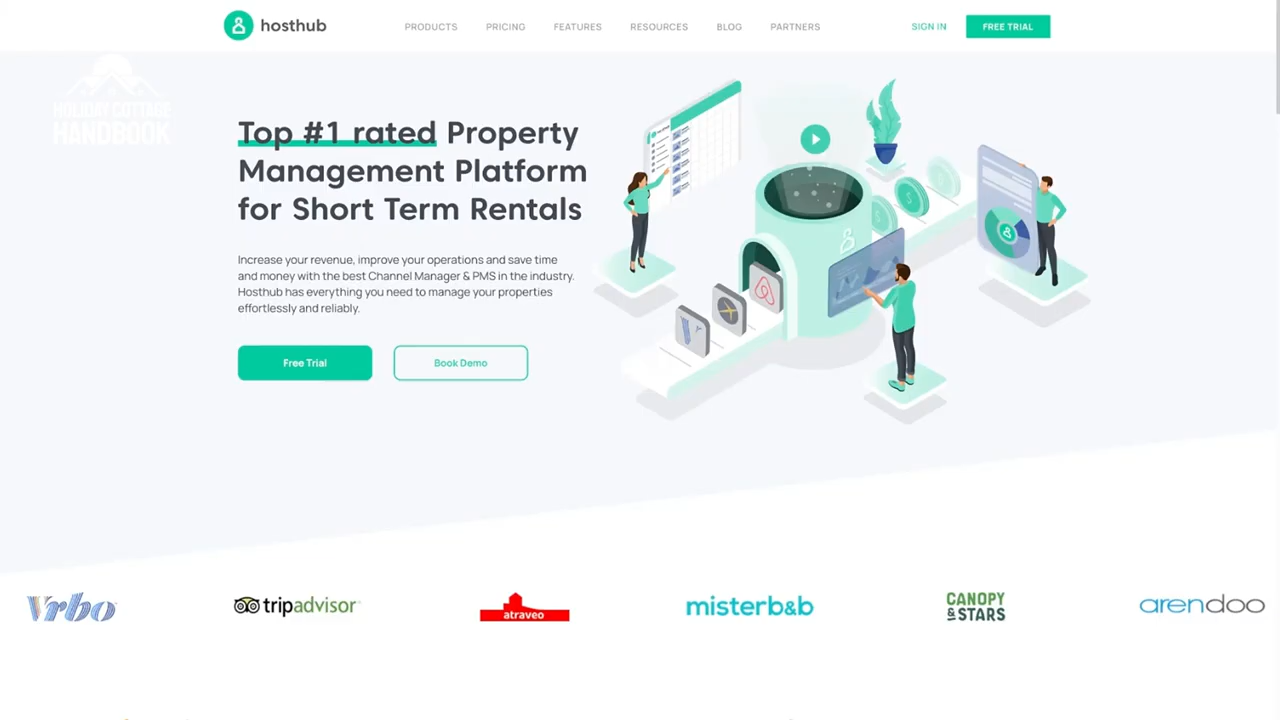 hosthub
PRODUCTS
PRICING
FEATURES
RESOURCES
BLOG
PARTNERS
SIGN IN
FREE TRIAL
HOLIDAY COTTAGE
HANDBOOK
Top #1 rated Property
Management Platform
for Short Term Rentals
Increase your revenue, improve your operations and save time
and money with the best Channel Manager & PMS in the industry.
Hosthub has everything you need to manage your properties
effortlessly and reliably.
Free Trial
Book Demo
Vrbo
tripadvisor
atraveo
misterb&b
CANOPY
& STARS
arendoo